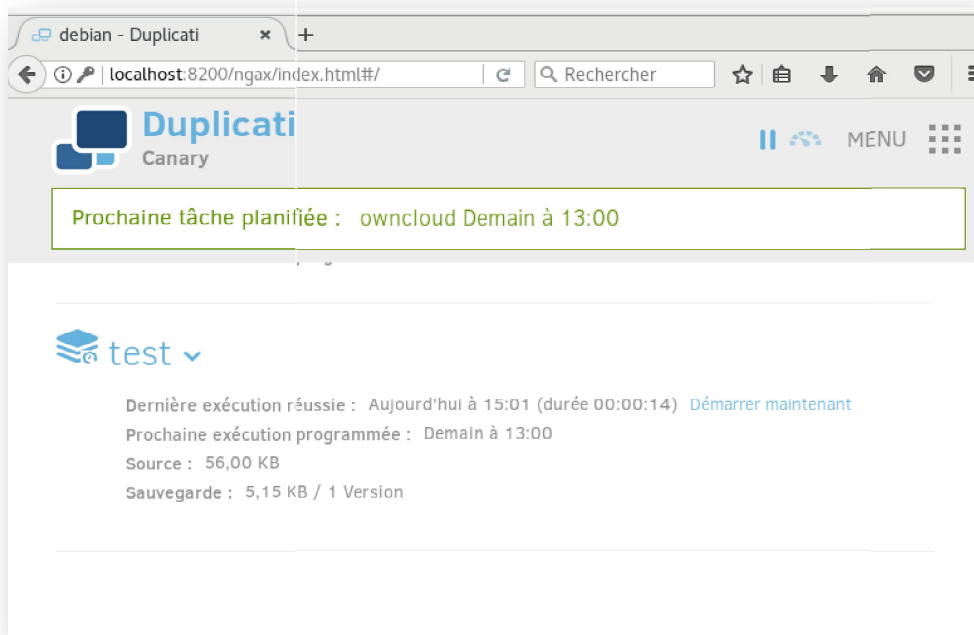 debian - Duplicati
localhost:8200/ngax/index.html#/ Rechercher
Duplicati
Canary
MENU
Prochaine tâche planifiée : owncloud Demain à 13:00
test
Dernière exécution réussie : Aujourd'hui à 15:01 (durée 00:00:14) Démarrer maintenant
Prochaine exécution programmée : Demain à 13:00
Source : 56,00 KB
Sauvegarde : 5,15 KB / 1 Version